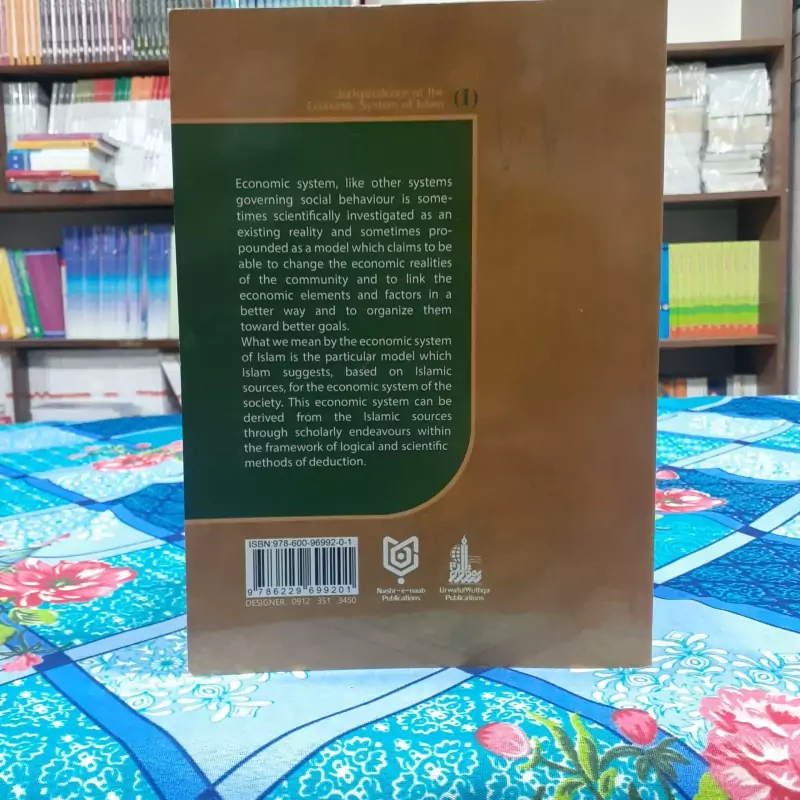 Jurisprudence of the
Economic System of Islam (I)
Economic system, like other systems
governing social behaviour is some-
times scientifically investigated as an
existing reality and sometimes pro-
pounded as a model which claims to be
able to change the economic realities
of the community and to link the
economic elements and factors in a
better way and to organize them
toward better goals.
What we mean by the economic system
of Islam is the particular model which
Islam suggests, based on Islamic
sources, for the economic system of the
society. This economic system can be
derived from the Islamic sources
through scholarly endeavours within
the framework of logical and scientific
methods of deduction.
ISBN:978-600-96992-0-1
9 786229 699201
DESIGNER. 0912 351 3450
Nashr-e-naab
Publications
UrwatulWuthqa
Publications